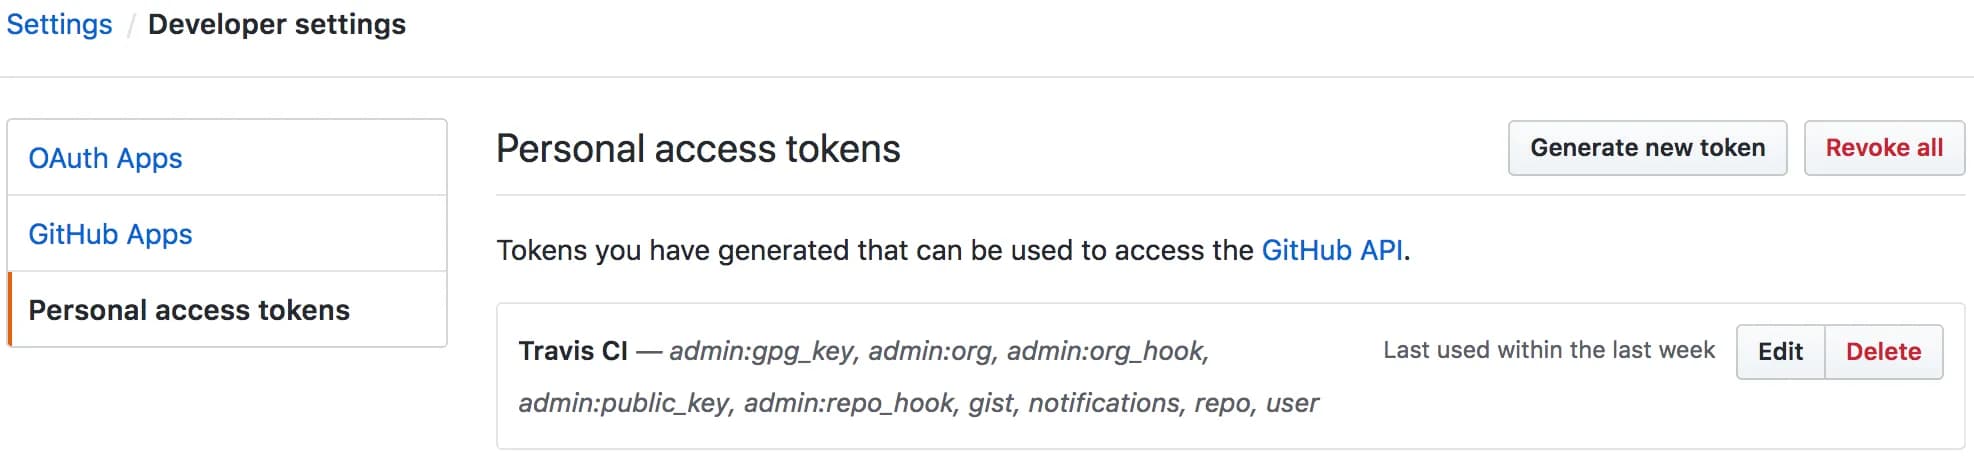 Settings / Developer settings
OAuth Apps
GitHub Apps
Personal access tokens
Personal access tokens
Generate new token
Revoke all
Tokens you have generated that can be used to access the GitHub API.
Travis CI — admin:gpg_key, admin:org, admin:org_hook,
admin:public_key, admin:repo_hook, gist, notifications, repo, user
Last used within the last week
Edit
Delete